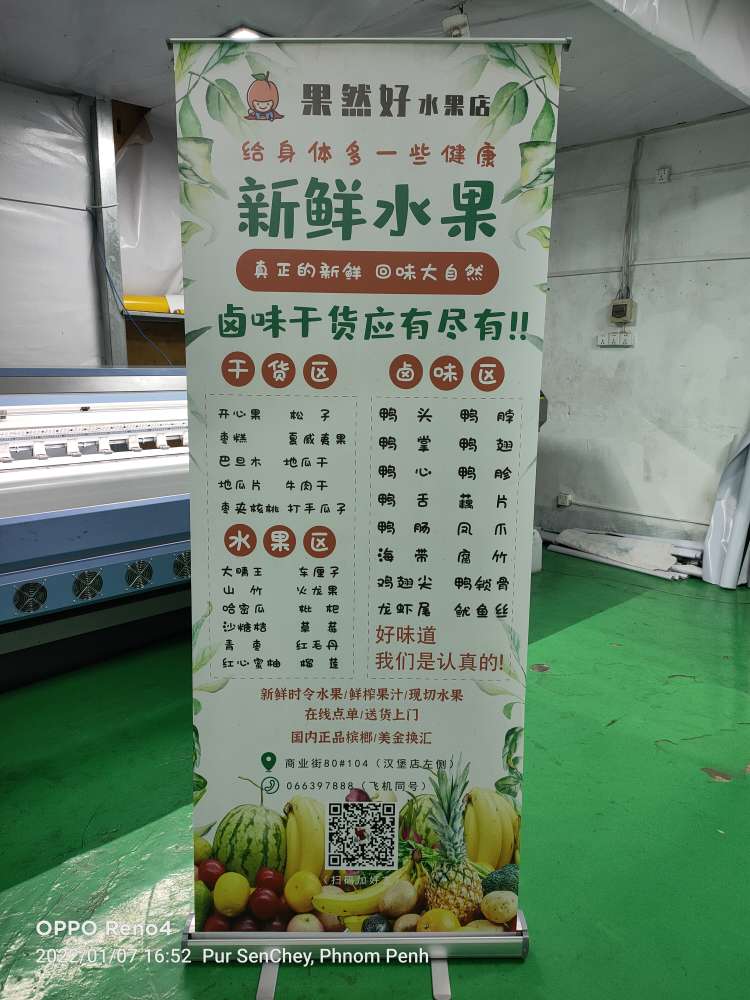 果然好水果店
给身体多一些健康
新鲜水果
真正的新鲜 回味大自然
卤味干货应有尽有!!
干货区
开心果 松子
枣糕 夏威夷果
巴旦木 地瓜干
地瓜片 牛肉干
枣夹核桃 打手瓜子
水果区
大嘴王 车厘子
山竹 火龙果
哈密瓜 枇杷
沙糖桔 草莓
青枣 红毛丹
红心蜜柚 榴莲
卤味区
鸭头 鸭脖
鸭掌 鸭翅
鸭心 鸭胗
鸭舌 藕片
鸭肠 凤爪
海带 腐竹
鸡翅尖 鸭锁骨
龙虾尾 鱿鱼丝
好味道
我们是认真的!
新鲜时令水果/鲜榨果汁/现切水果
在线点单/送货上门
国内正品槟榔/美金换汇
商业街80#104（汉堡店左侧）
066397888（飞机同号）
扫码加好
OPPO Reno4
2022/01/07 16:52 Pur SenChey, Phnom Penh